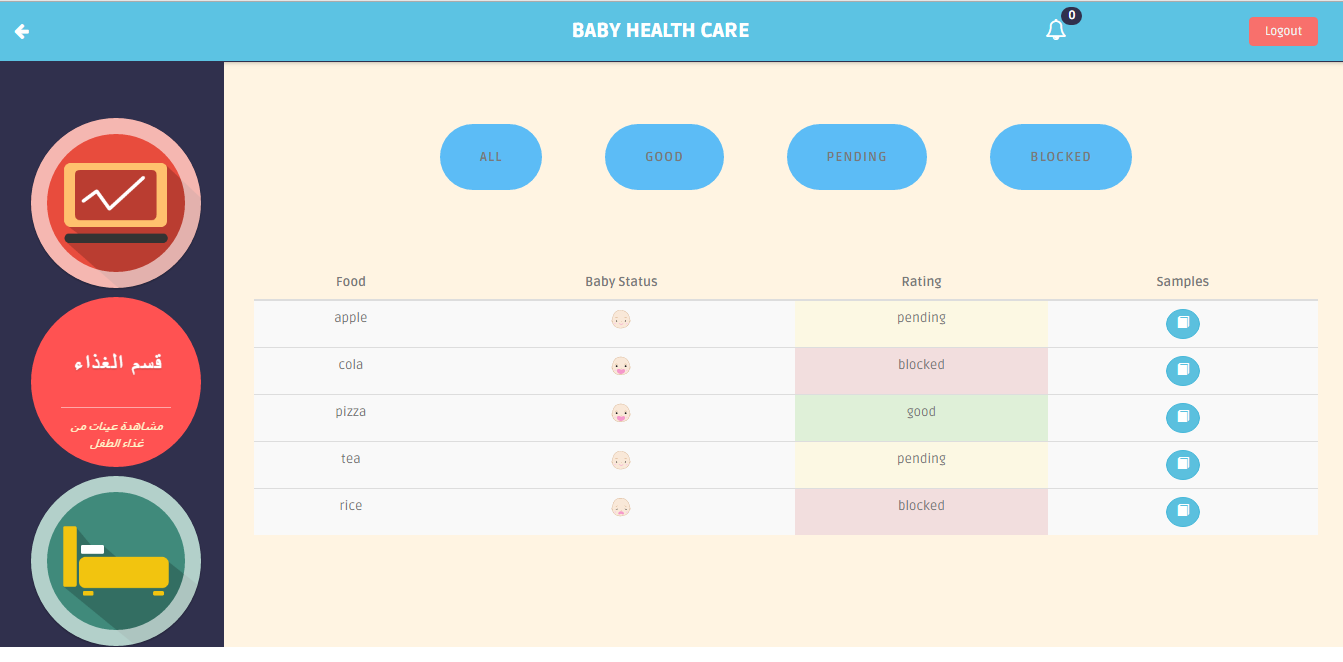 BABY HEALTH CARE
0
Logout
قسم الغذاء
مشاهدة عينات من
غذاء الطفل
ALL
GOOD
PENDING
BLOCKED
Food Baby Status Rating Samples
apple pending
cola blocked
pizza good
tea pending
rice blocked